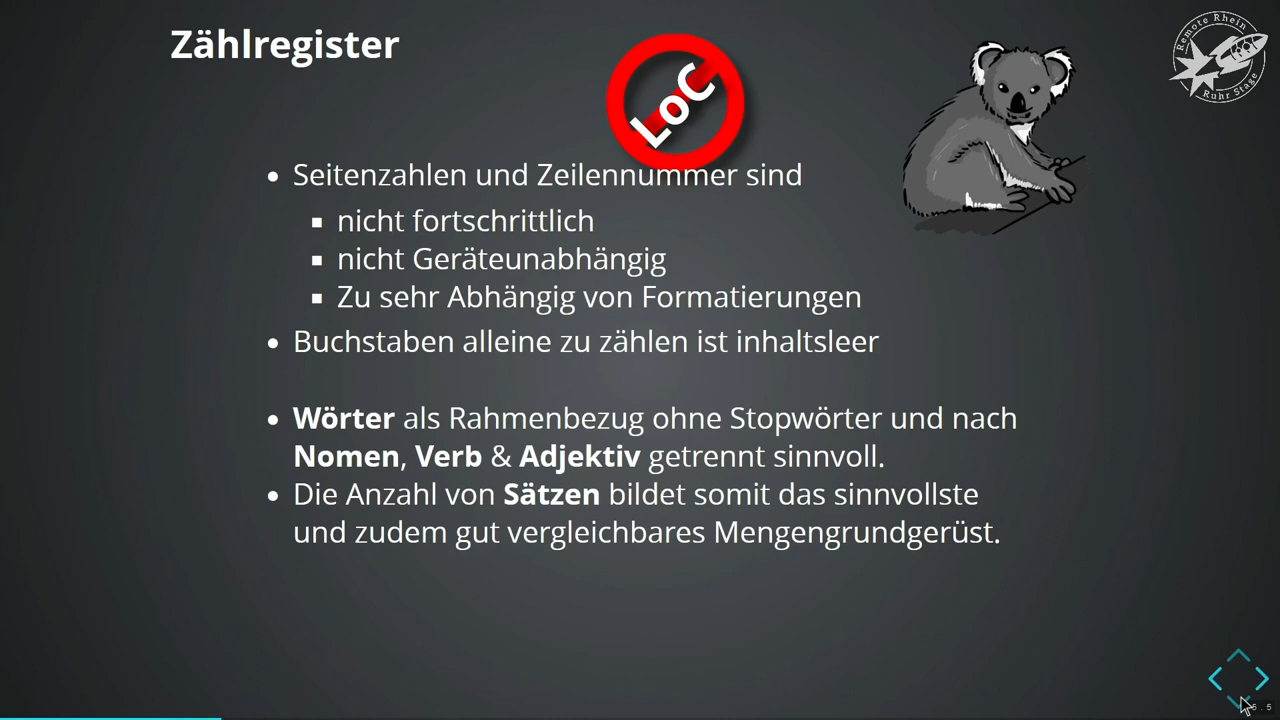 Zählregister
Remote Rhein
Ruhr Stage
LoC
Seitenzahlen und Zeilennummer sind
nicht fortschrittlich
nicht Geräteunabhängig
Zu sehr Abhängig von Formatierungen
Buchstaben alleine zu zählen ist inhaltsleer
Wörter als Rahmenbezug ohne Stopwörter und nach
Nomen, Verb & Adjektiv getrennt sinnvoll.
Die Anzahl von Sätzen bildet somit das sinnvollste
und zudem gut vergleichbares Mengengrundgerüst.